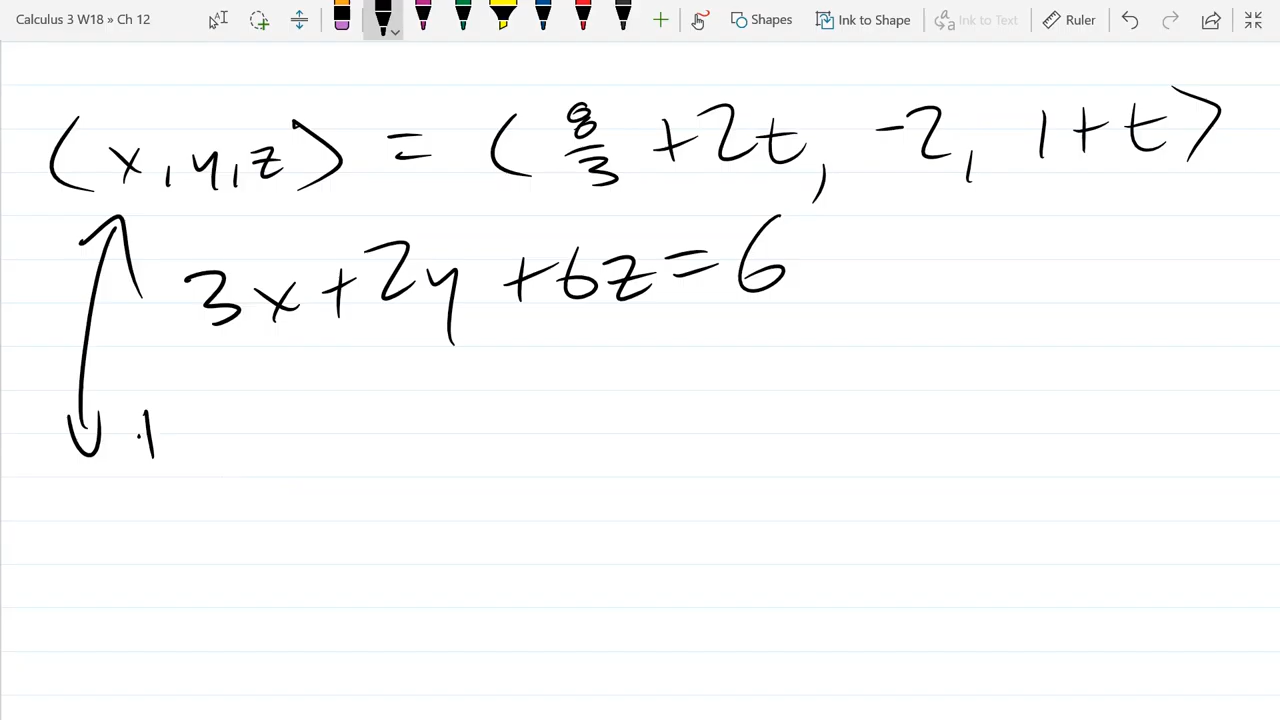 Calculus 3 W18 » Ch 12 Shapes Ink to Shape Ink to Text Ruler
(x,y,z) = ( 8/3 +2t, -2, 1+t)
3x+2y+6z=6